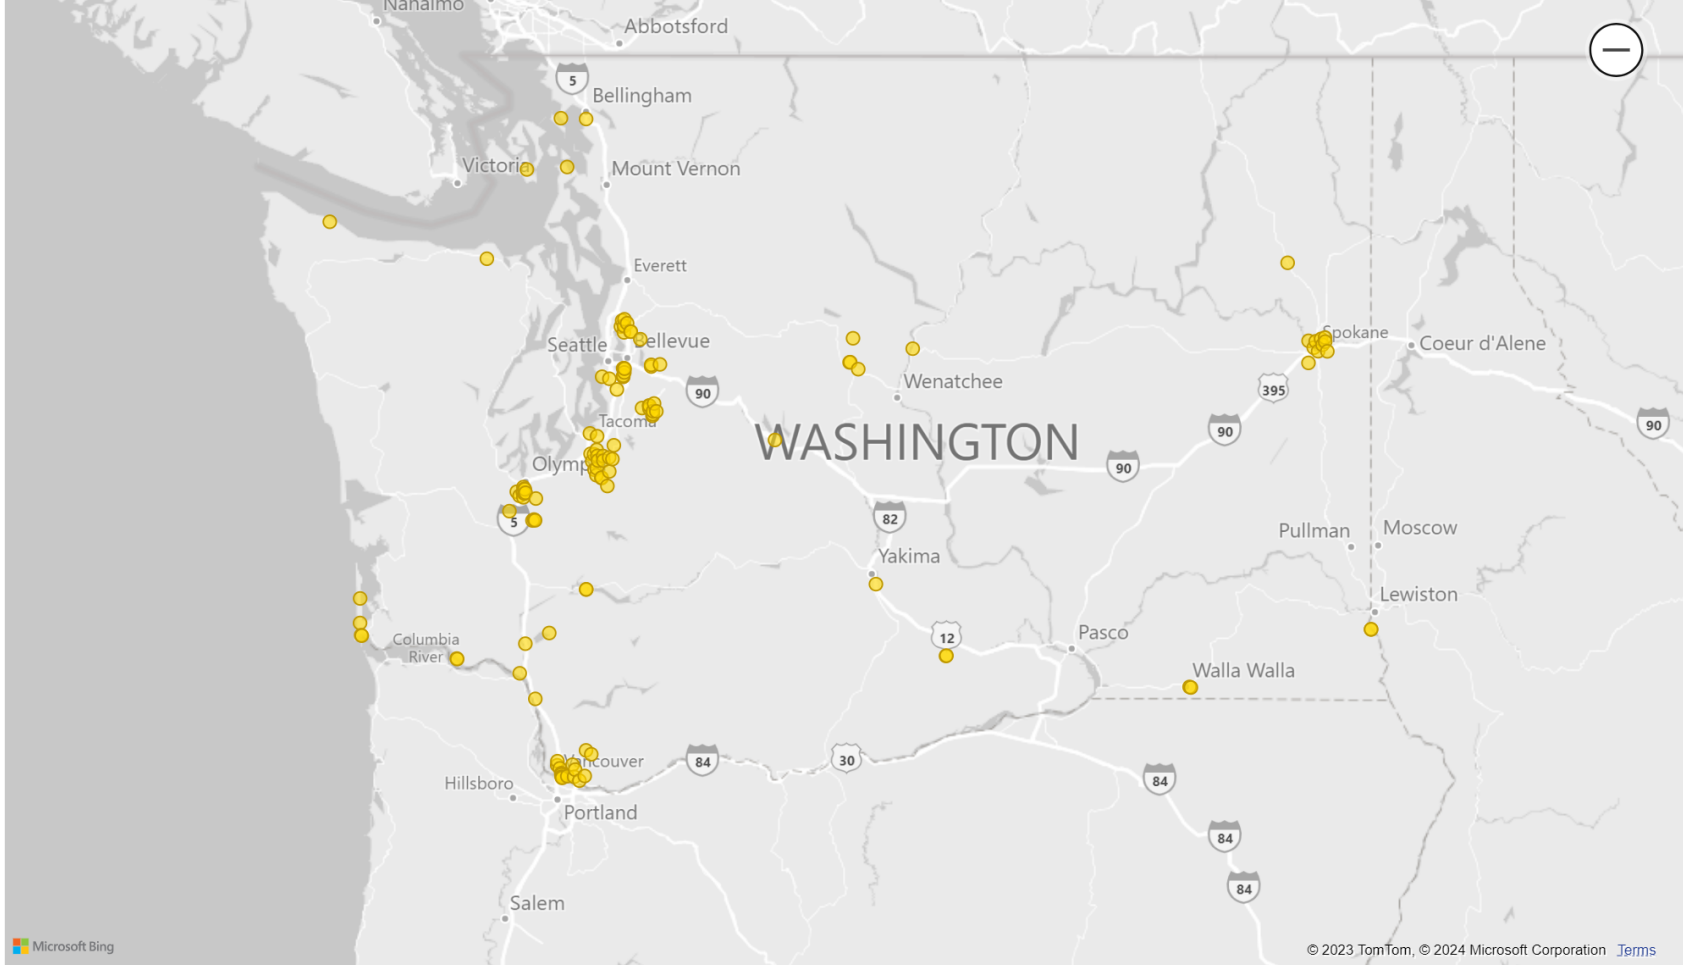 Nanaimo
Abbotsford
5
Bellingham
Victoria
Mount Vernon
Everett
Seattle
Bellevue
Spokane
Coeur d'Alene
Wenatchee
90
395
Tacoma
WASHINGTON
90
90
Olymp
90
5
82
Pullman
Moscow
Yakima
Lewiston
Columbia
River
12
Pasco
Walla Walla
Vancouver
84
30
84
Hillsboro
Portland
84
84
Salem
Microsoft Bing
© 2023 TomTom, © 2024 Microsoft Corporation Terms